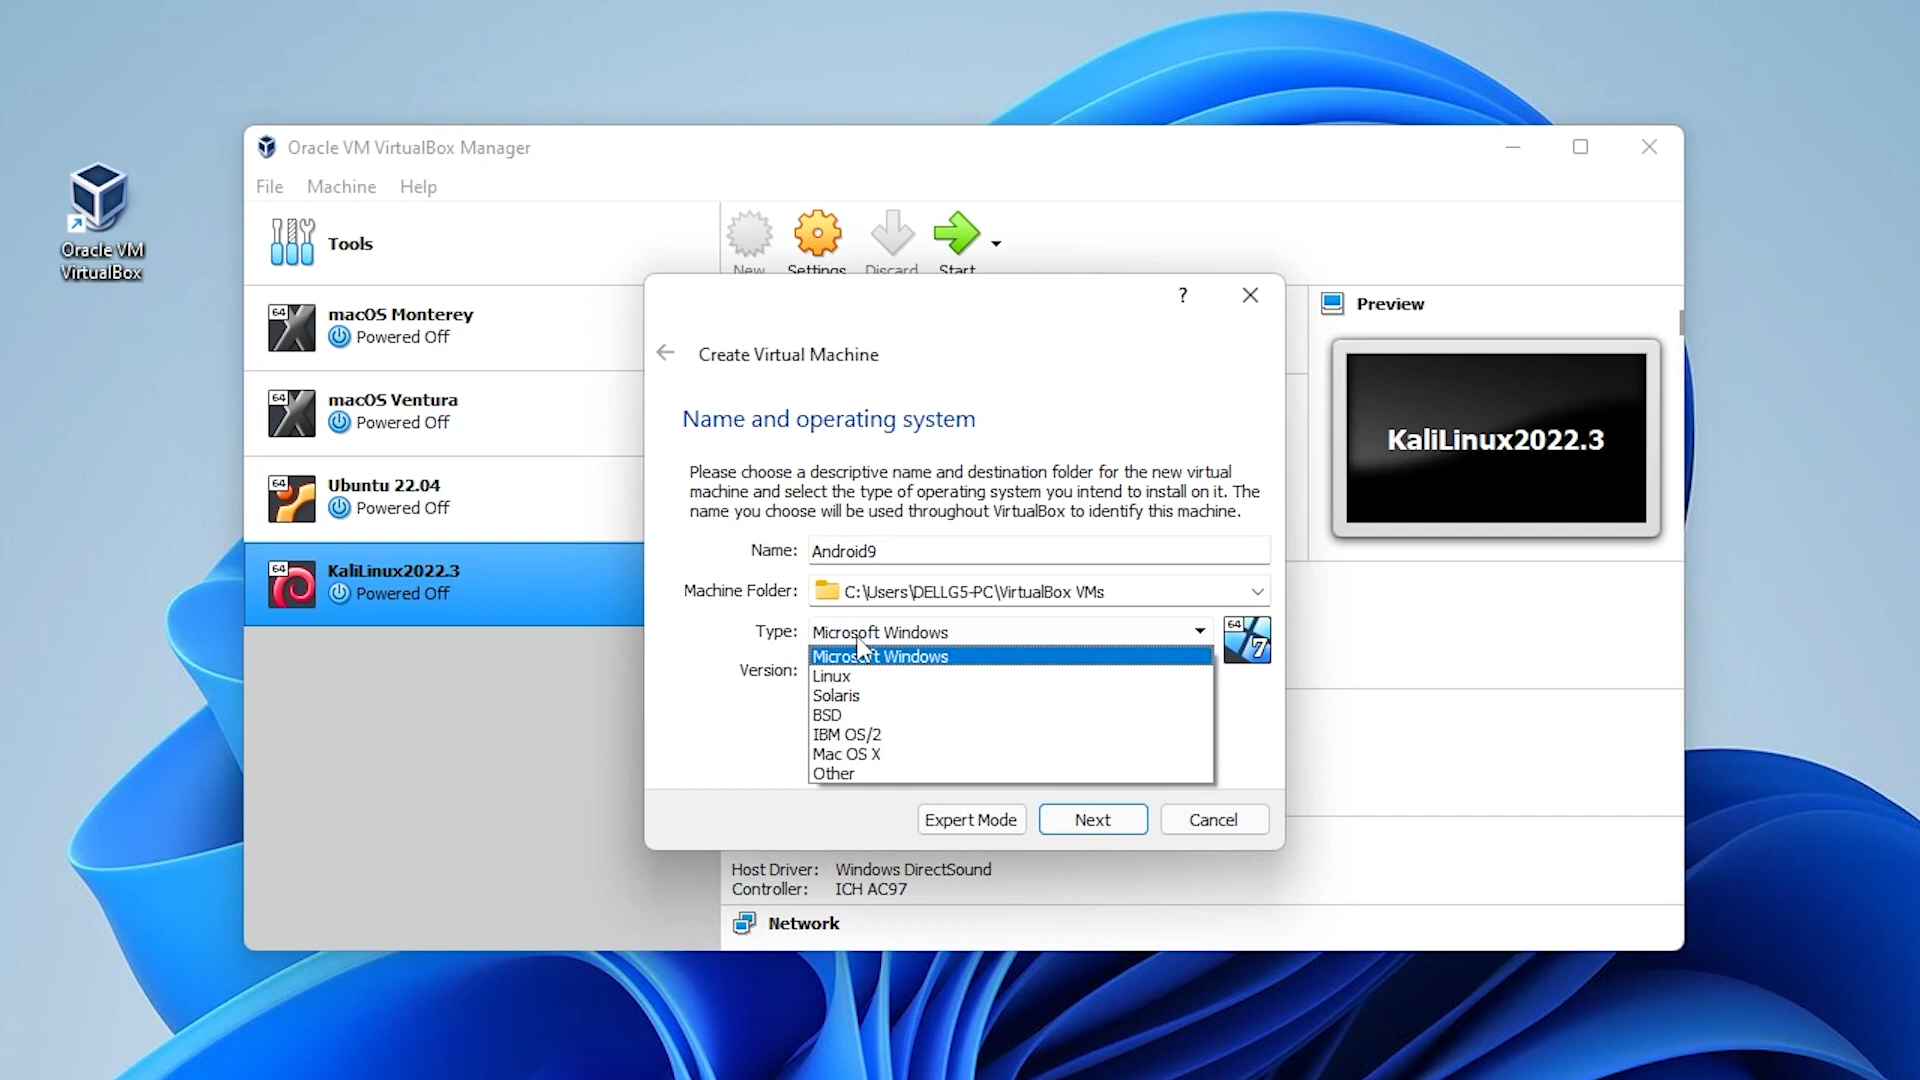 Oracle VM
VirtualBox
Oracle VM VirtualBox Manager
File Machine Help
Tools
New Settings Discard Start
64
macOS Monterey
Powered Off
64
macOS Ventura
Powered Off
64
Ubuntu 22.04
Powered Off
64
KaliLinux2022.3
Powered Off
Preview
KaliLinux2022.3
?
Create Virtual Machine
Name and operating system
Please choose a descriptive name and destination folder for the new virtual
machine and select the type of operating system you intend to install on it. The
name you choose will be used throughout VirtualBox to identify this machine.
Name: Android9
Machine Folder: C:\Users\DELLG5-PC\VirtualBox VMs
Type: Microsoft Windows
64
7
Version:
Microsoft Windows
Linux
Solaris
BSD
IBM OS/2
Mac OS X
Other
Expert Mode Next Cancel
Host Driver: Windows DirectSound
Controller: ICH AC97
Network